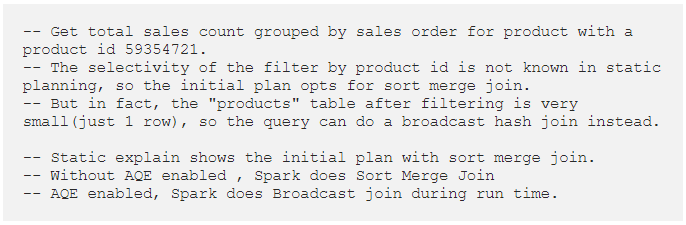 -- Get total sales count grouped by sales order for product with a
product id 59354721.
-- The selectivity of the filter by product id is not known in static
planning, so the initial plan opts for sort merge join.
-- But in fact, the "products" table after filtering is very
small(just 1 row), so the query can do a broadcast hash join instead.
-- Static explain shows the initial plan with sort merge join.
-- Without AQE enabled , Spark does Sort Merge Join
-- AQE enabled, Spark does Broadcast join during run time.